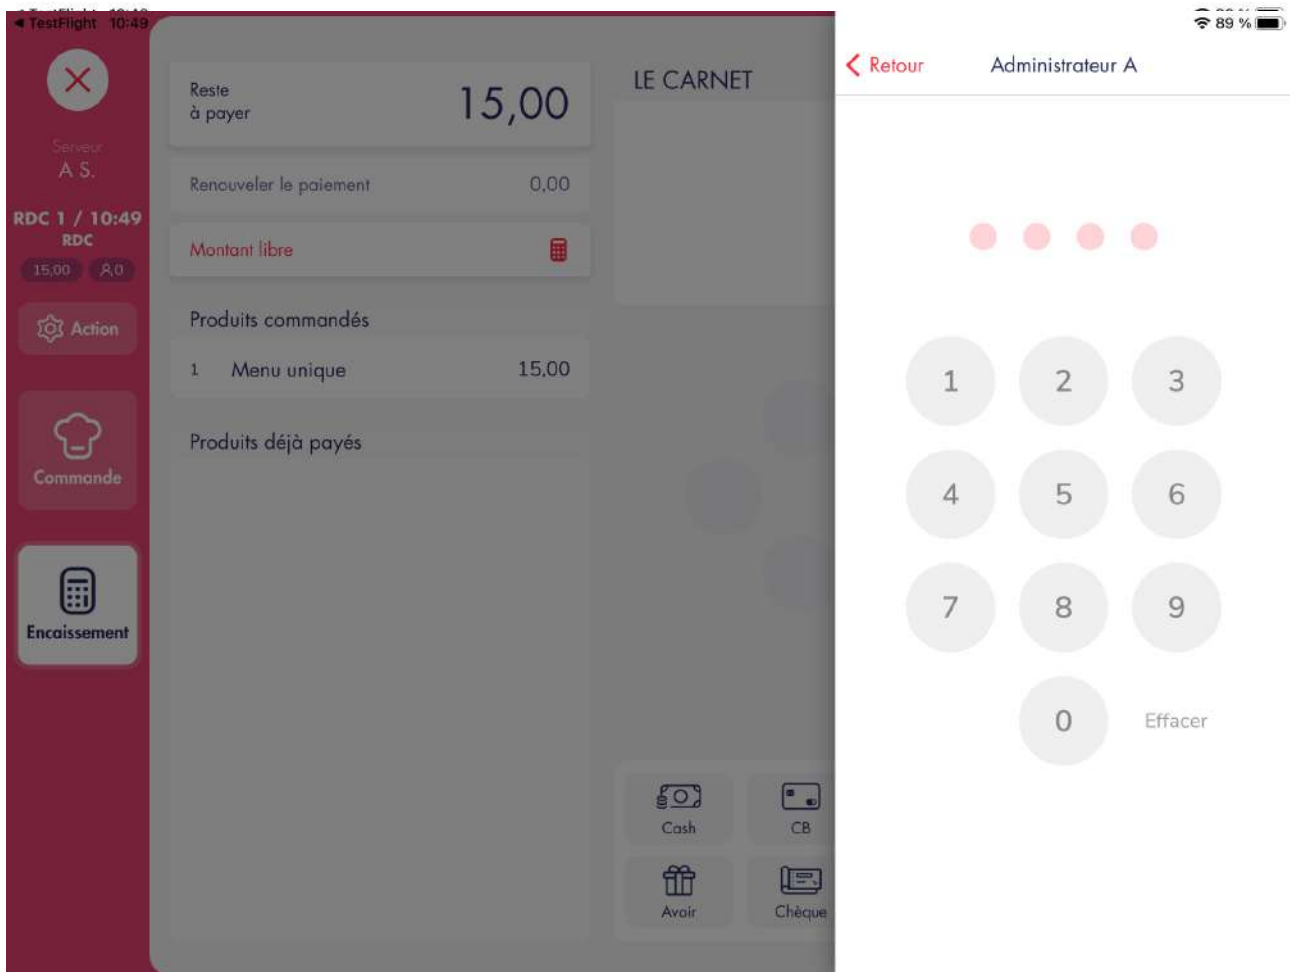 TestFlight 10:49
89 %
Serveur
A S.
RDC 1 / 10:49
RDC
15,00
0
Action
Commande
Encaissement
Reste
à payer
15,00
Renouveler le paiement
0,00
Montant libre
Produits commandés
1 Menu unique 15,00
Produits déjà payés
LE CARNET
Cash
CB
Avoir
Chèque
Retour
Administrateur A
1 2 3
4 5 6
7 8 9
0 Effacer